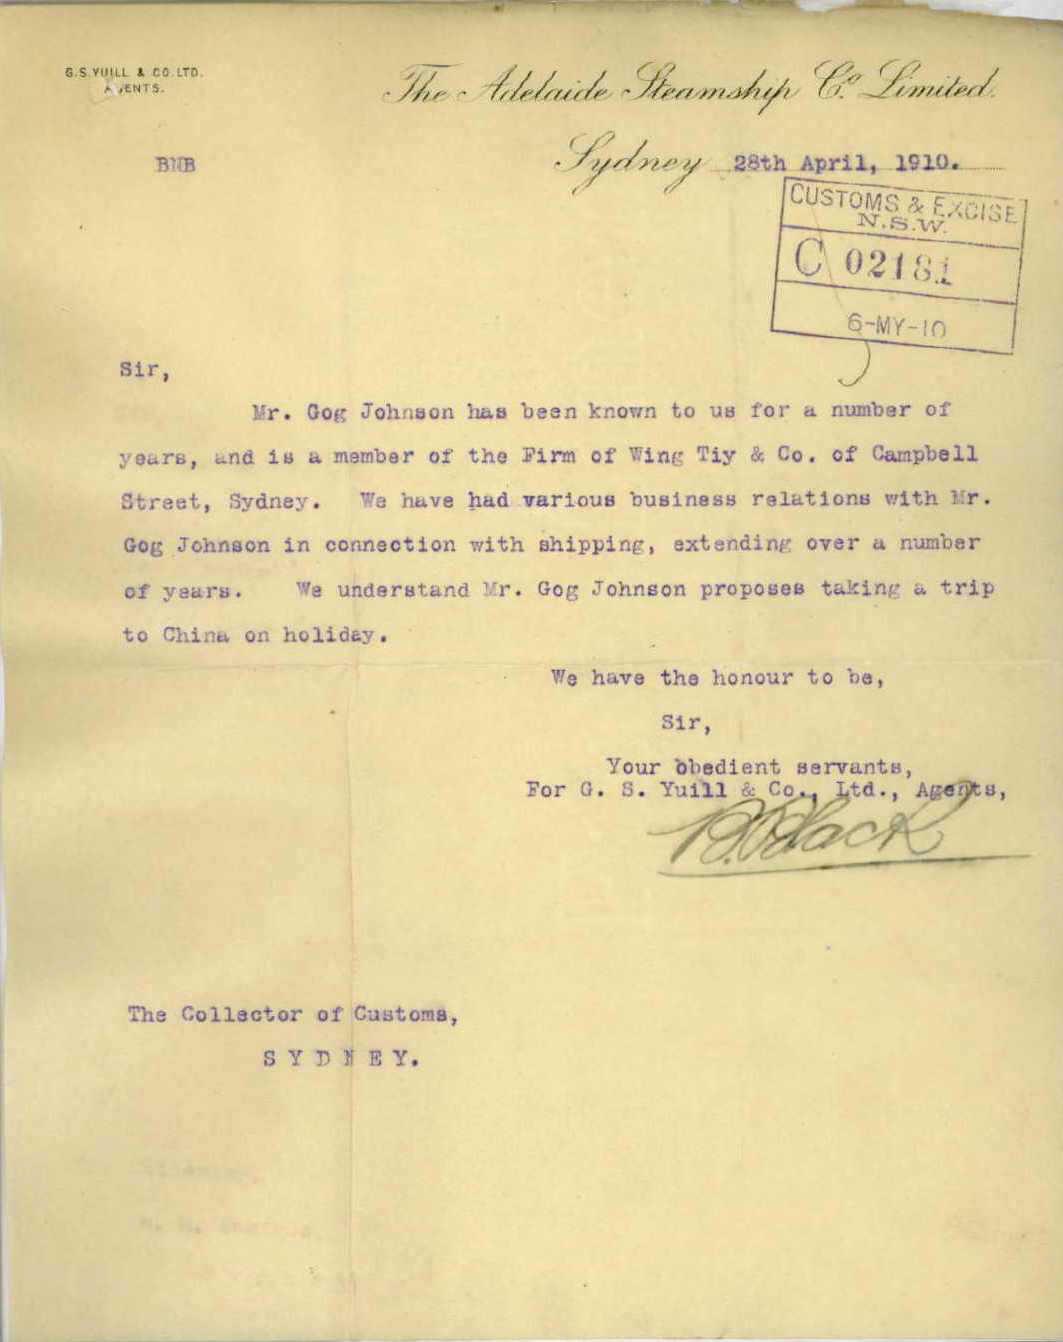 G.S.YUILL & CO.LTD.
AGENTS.
The Adelaide Steamship Co. Limited.
BNB
Sydney 28th April, 1910.
CUSTOMS & EXCISE
N.S.W.
C 02181
6-MY-10
Sir,
Mr. Gog Johnson has been known to us for a number of
years, and is a member of the Firm of Wing Tiy & Co. of Campbell
Street, Sydney. We have had various business relations with Mr.
Gog Johnson in connection with shipping, extending over a number
of years. We understand Mr. Gog Johnson proposes taking a trip
to China on holiday.
We have the honour to be,
Sir,
Your obedient servants,
For G. S. Yuill & Co., Ltd., Agents,
Black
The Collector of Customs,
SYDNEY.